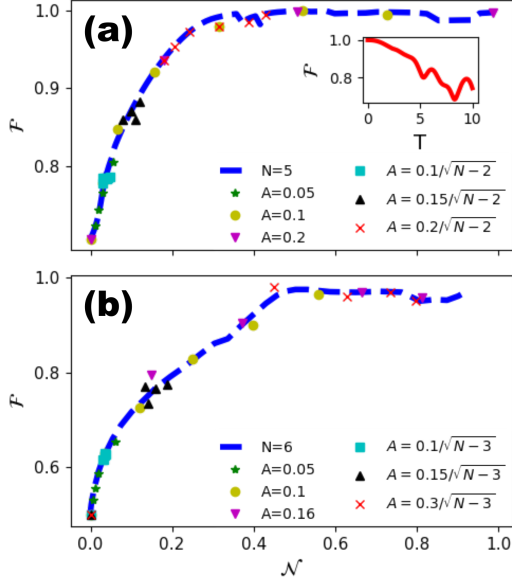 (a)
1.0
0.9
0.8
ℱ
1.0
0.8
ℱ
0
5
10
T
N=5
A=0.05
A=0.1
A=0.2
A = 0.1/√N − 2
A = 0.15/√N − 2
A = 0.2/√N − 2
(b)
1.0
0.8
0.6
ℱ
N=6
A=0.05
A=0.1
A=0.16
A = 0.1/√N − 3
A = 0.15/√N − 3
A = 0.3/√N − 3
0.0 0.2 0.4 0.6 0.8 1.0
𝒩